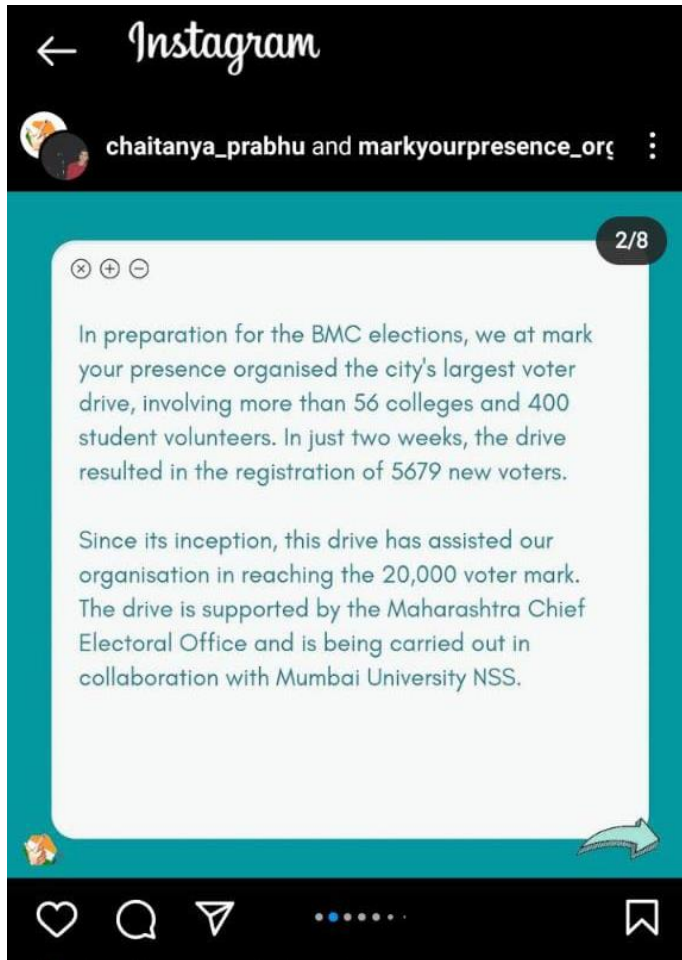 Instagram
chaitanya_prabhu and markyourpresence_org
2/8
In preparation for the BMC elections, we at mark
your presence organised the city's largest voter
drive, involving more than 56 colleges and 400
student volunteers. In just two weeks, the drive
resulted in the registration of 5679 new voters.
Since its inception, this drive has assisted our
organisation in reaching the 20,000 voter mark.
The drive is supported by the Maharashtra Chief
Electoral Office and is being carried out in
collaboration with Mumbai University NSS.